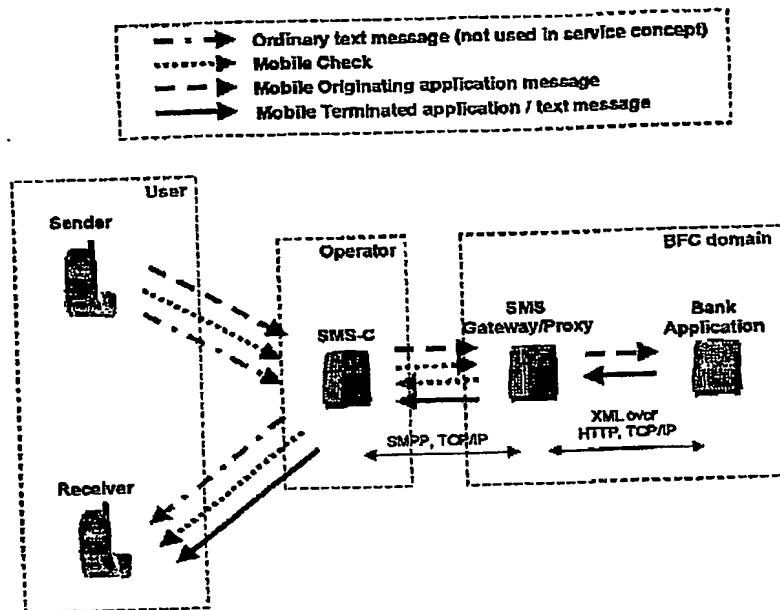 Ordinary text message (not used in service concept)
Mobile Check
Mobile Originating application message
Mobile Terminated application / text message
User
Sender
Operator
BFC domain
SMS-C
SMS
Gateway/Proxy
Bank
Application
SMPP, TCP/IP
XML over
HTTP, TCP/IP
Receiver